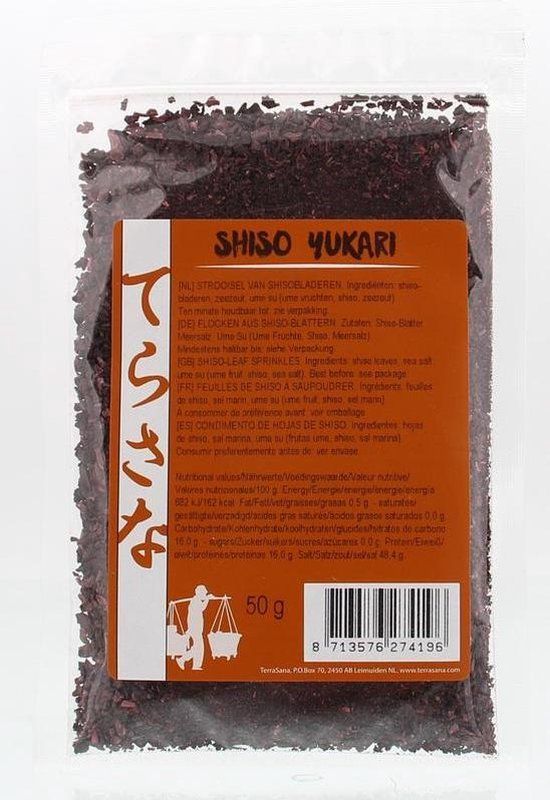 SHISO YUKARI
てらさな
[NL] STROOISEL VAN SHISOBLADEREN. Ingrediënten: shiso-
bladeren, zeezout, ume su (ume vruchten, shiso, zeezout).
Ten minste houdbaar tot: zie verpakking.
[DE] FLOCKEN AUS SHISO-BLÄTTERN. Zutaten: Shiso-Blätter,
Meersalz, Ume Su (Ume Früchte, Shiso, Meersalz).
Mindestens haltbar bis: siehe Verpackung.
[GB] SHISO-LEAF SPRINKLES. Ingredients: shiso leaves, sea salt,
ume su (ume fruit, shiso, sea salt). Best before: see package.
[FR] FEUILLES DE SHISO À SAUPOUDRER. Ingrédients: feuilles
de shiso, sel marin, ume su (ume fruit, shiso, sel marin).
À consommer de préférence avant: voir emballage.
[ES] CONDIMENTO DE HOJAS DE SHISO. Ingredientes: hojas
de shiso, sal marina, ume su (frutas ume, shiso, sal marina).
Consumir preferentemente antes de: ver envase.
Nutritional values/Nährwerte/Voedingswaarde/Valeur nutritive/
Valores nutricionales/100 g: Energy/Energie/energie/énergie/energía
682 kJ/162 kcal. Fat/Fett/vet/graisses/grasas 0,5 g. - saturates/
gesättigte/verzadigd/acides gras saturés/ácidos grasos saturados 0,0 g.
Carbohydrate/Kohlenhydrate/koolhydraten/glucides/hidratos de carbono
16,0 g. - sugars/Zucker/suikers/sucres/azúcares 0,0 g. Protein/Eiweiß/
eiwit/protéines/proteínas 16,0 g. Salt/Salz/zout/sel/sal 48,4 g.
50 g
8 713576 274196
TerraSana, P.O.Box 70, 2450 AB Leimuiden NL, www.terrasana.com